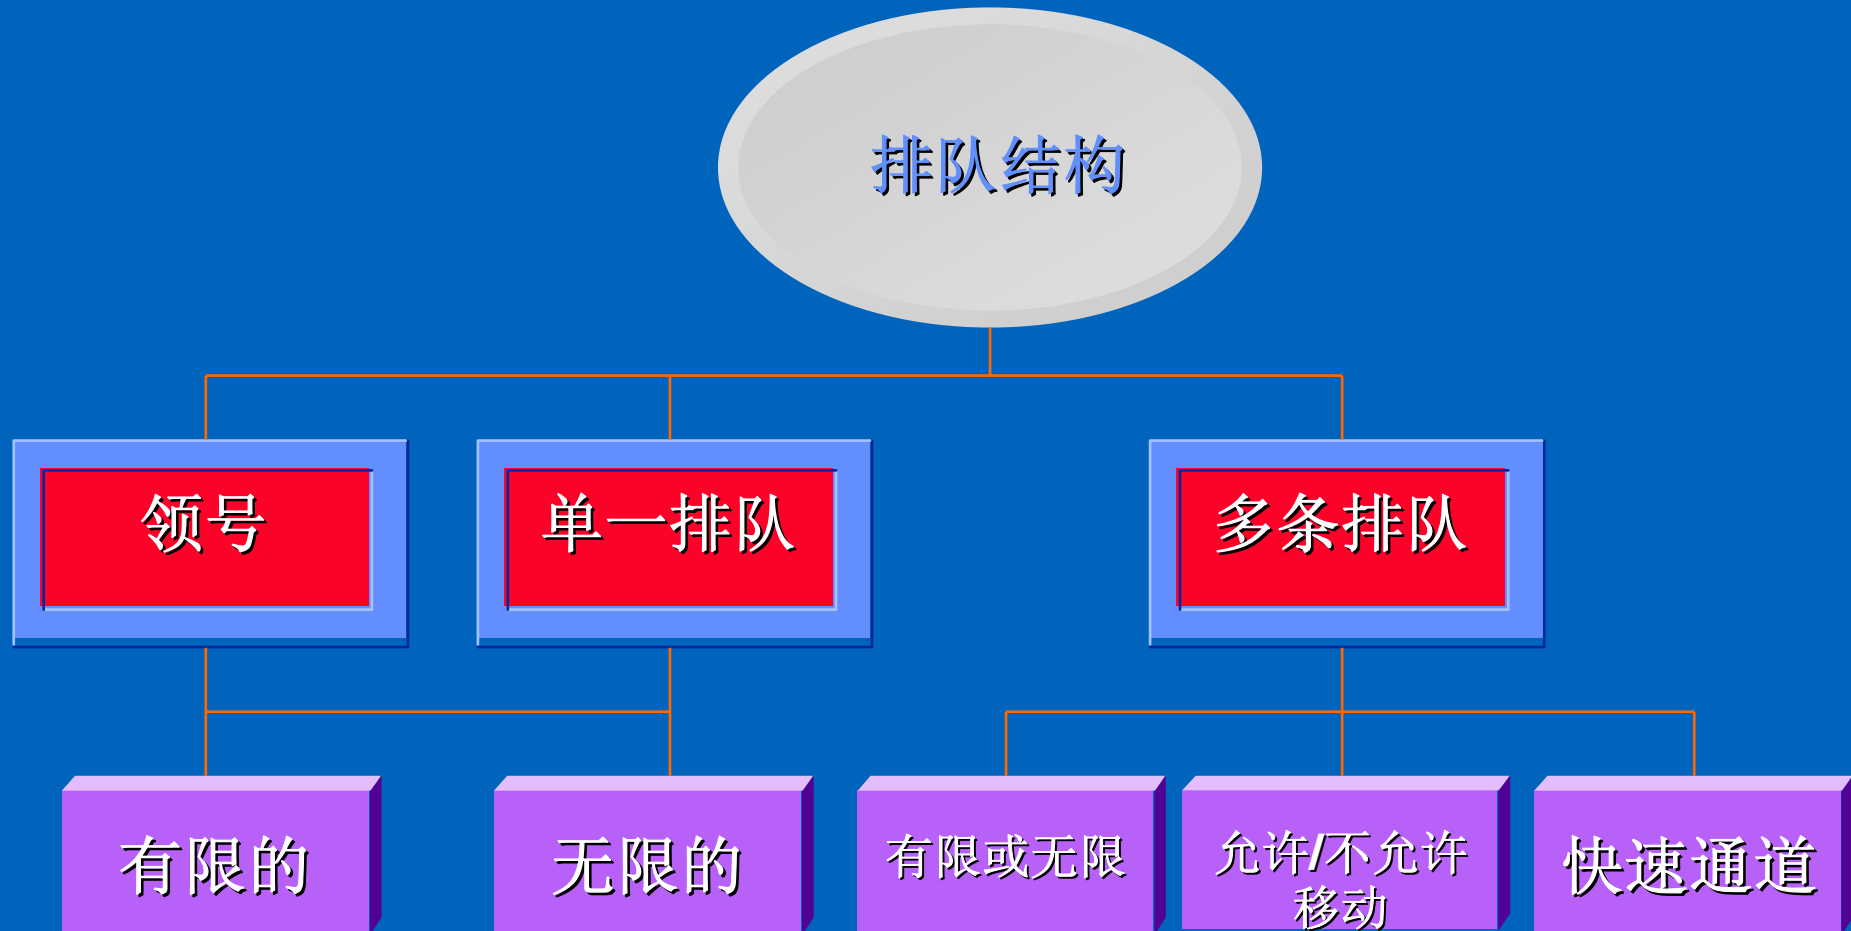 排队结构
领号
单一排队
多条排队
有限的
无限的
有限或无限
允许/不允许
移动
快速通道